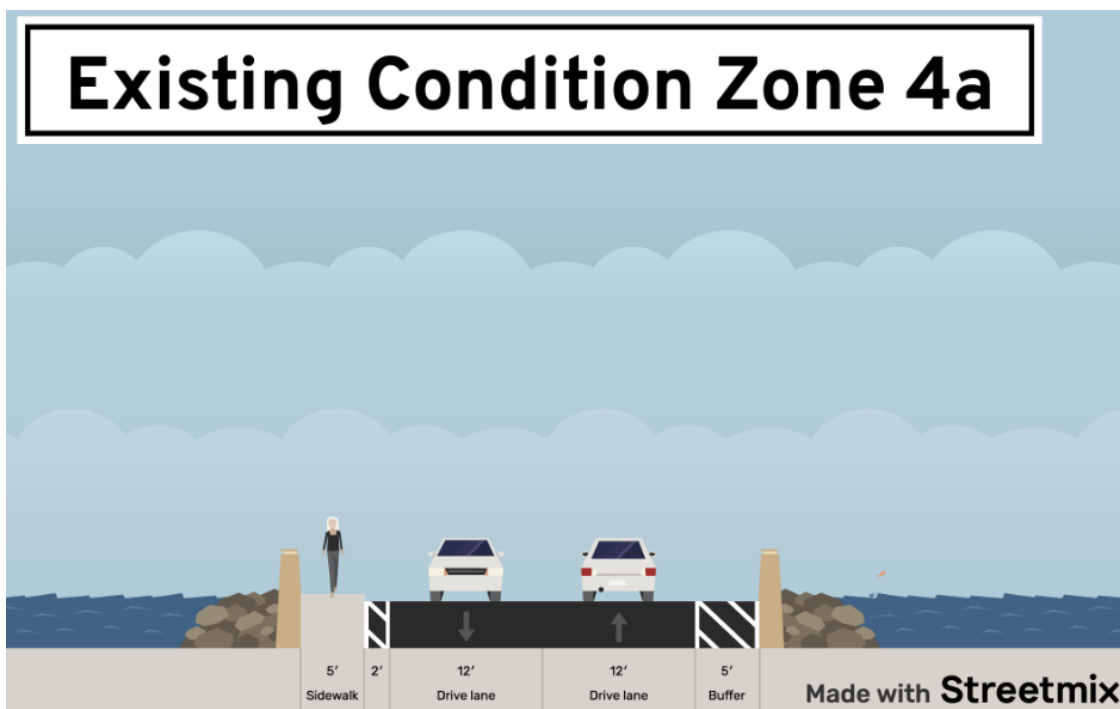 Existing Condition Zone 4a
5′ 2′ 12′ 12′ 5′
Sidewalk Drive lane Drive lane Buffer
Made with Streetmix